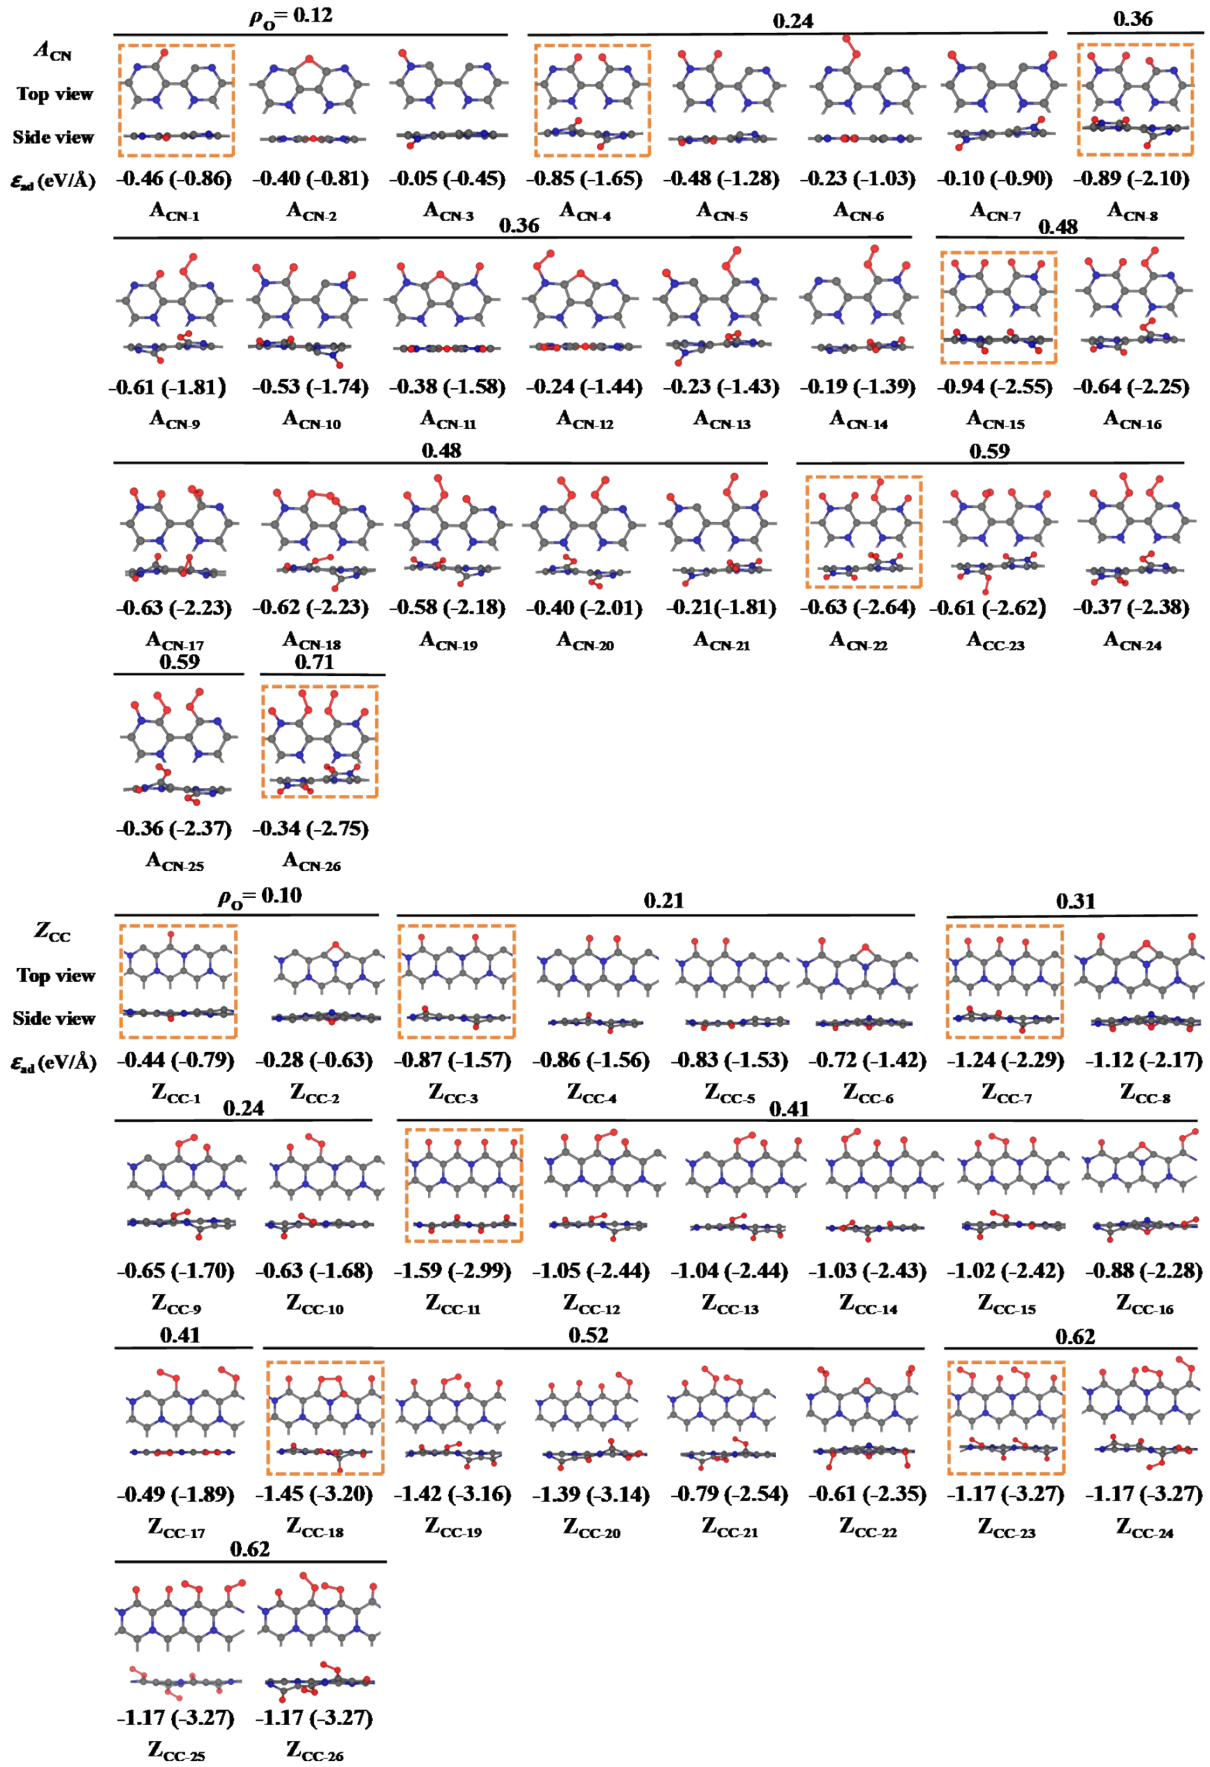 ρO= 0.12 0.24 0.36
ACN
Top view
Side view
εad (eV/Å) -0.46 (-0.86) -0.40 (-0.81) -0.05 (-0.45) -0.85 (-1.65) -0.48 (-1.28) -0.23 (-1.03) -0.10 (-0.90) -0.89 (-2.10)
ACN-1 ACN-2 ACN-3 ACN-4 ACN-5 ACN-6 ACN-7 ACN-8
0.36 0.48
-0.61 (-1.81) -0.53 (-1.74) -0.38 (-1.58) -0.24 (-1.44) -0.23 (-1.43) -0.19 (-1.39) -0.94 (-2.55) -0.64 (-2.25)
ACN-9 ACN-10 ACN-11 ACN-12 ACN-13 ACN-14 ACN-15 ACN-16
0.48 0.59
-0.63 (-2.23) -0.62 (-2.23) -0.58 (-2.18) -0.40 (-2.01) -0.21(-1.81) -0.63 (-2.64) -0.61 (-2.62) -0.37 (-2.38)
ACN-17 ACN-18 ACN-19 ACN-20 ACN-21 ACN-22 ACC-23 ACN-24
0.59 0.71
-0.36 (-2.37) -0.34 (-2.75)
ACN-25 ACN-26
ρO= 0.10 0.21 0.31
ZCC
Top view
Side view
εad (eV/Å) -0.44 (-0.79) -0.28 (-0.63) -0.87 (-1.57) -0.86 (-1.56) -0.83 (-1.53) -0.72 (-1.42) -1.24 (-2.29) -1.12 (-2.17)
ZCC-1 ZCC-2 ZCC-3 ZCC-4 ZCC-5 ZCC-6 ZCC-7 ZCC-8
0.24 0.41
-0.65 (-1.70) -0.63 (-1.68) -1.59 (-2.99) -1.05 (-2.44) -1.04 (-2.44) -1.03 (-2.43) -1.02 (-2.42) -0.88 (-2.28)
ZCC-9 ZCC-10 ZCC-11 ZCC-12 ZCC-13 ZCC-14 ZCC-15 ZCC-16
0.41 0.52 0.62
-0.49 (-1.89) -1.45 (-3.20) -1.42 (-3.16) -1.39 (-3.14) -0.79 (-2.54) -0.61 (-2.35) -1.17 (-3.27) -1.17 (-3.27)
ZCC-17 ZCC-18 ZCC-19 ZCC-20 ZCC-21 ZCC-22 ZCC-23 ZCC-24
0.62
-1.17 (-3.27) -1.17 (-3.27)
ZCC-25 ZCC-26